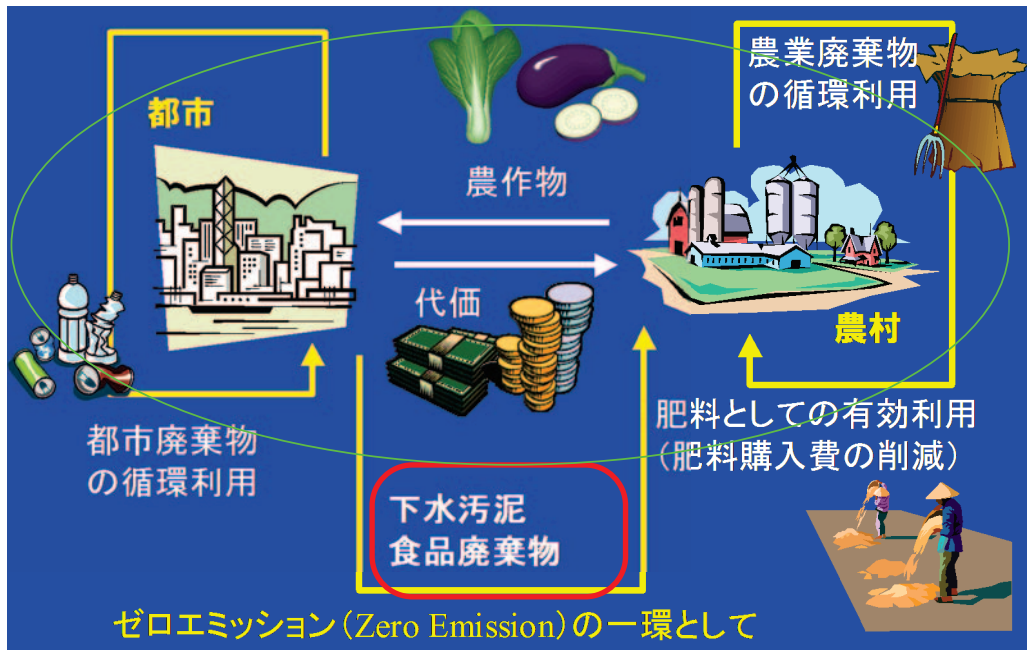 農業廃棄物
の循環利用
都市
農作物
代価
農村
都市廃棄物
の循環利用
肥料としての有効利用
（肥料購入費の削減）
下水汚泥
食品廃棄物
ゼロエミッション（Zero Emission）の一環として